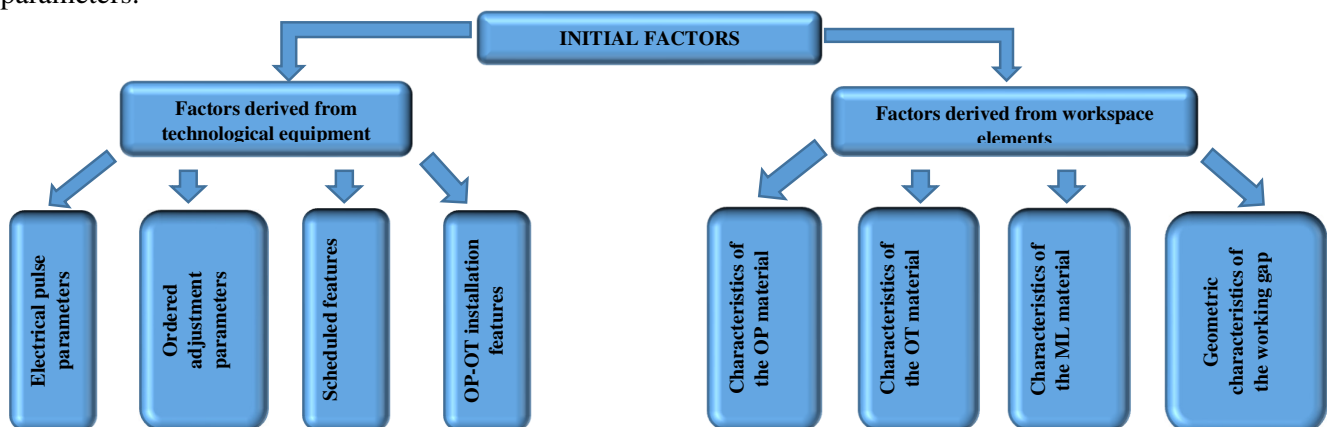 parameters.
INITIAL FACTORS
Factors derived from
technological equipment
Factors derived from workspace
elements
Electrical pulse
parameters
Ordered
adjustment
parameters
Scheduled features
OP-OT installation
features
Characteristics of
the OP material
Characteristics of
the OT material
Characteristics of
the ML material
Geometric
characteristics of
the working gap